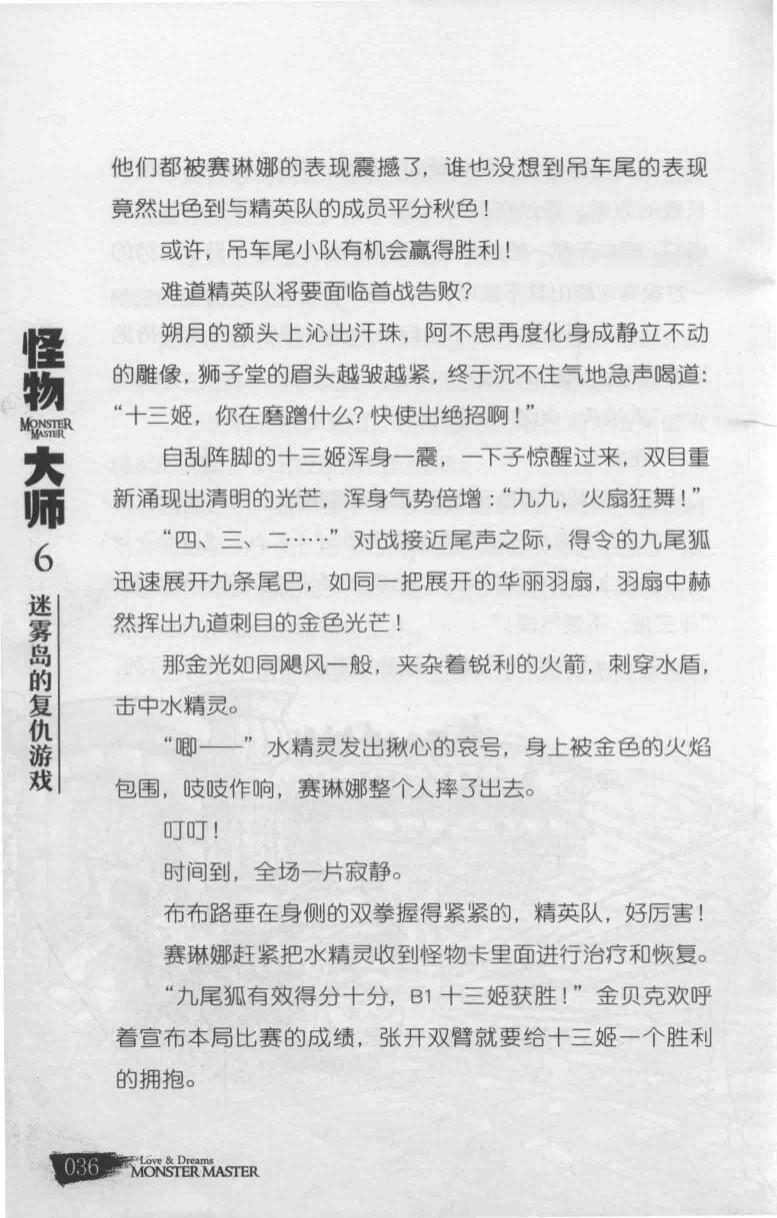 他们都被赛琳娜的表现震撼了，谁也没想到吊车尾的表现
竟然出色到与精英队的成员平分秋色！
或许，吊车尾小队有机会赢得胜利！
难道精英队将要面临首战告败？
朔月的额头上沁出汗珠，阿不思再度化身成静立不动
的雕像，狮子堂的眉头越皱越紧，终于沉不住气地急声喝道：
“十三姬，你在磨蹭什么？快使出绝招啊！”
自乱阵脚的十三姬浑身一震，一下子惊醒过来，双目重
新涌现出清明的光芒，浑身气势倍增：“九九，火扇狂舞！”
“四、三、二……”对战接近尾声之际，得令的九尾狐
迅速展开九条尾巴，如同一把展开的华丽羽扇，羽扇中赫
然挥出九道刺目的金色光芒！
那金光如同飓风一般，夹杂着锐利的火箭，刺穿水盾，
击中水精灵。
“唧——”水精灵发出揪心的哀号，身上被金色的火焰
包围，吱吱作响，赛琳娜整个人摔了出去。
叮叮！
时间到，全场一片寂静。
布布路垂在身侧的双拳握得紧紧的，精英队，好厉害！
赛琳娜赶紧把水精灵收到怪物卡里面进行治疗和恢复。
“九尾狐有效得分十分，B1 十三姬获胜！”金贝克欢呼
着宣布本局比赛的成绩，张开双臂就要给十三姬一个胜利
的拥抱。
怪物
MONSTER
MASTER
大师
6
迷雾岛的复仇游戏
036
Love & Dreams
MONSTER MASTER